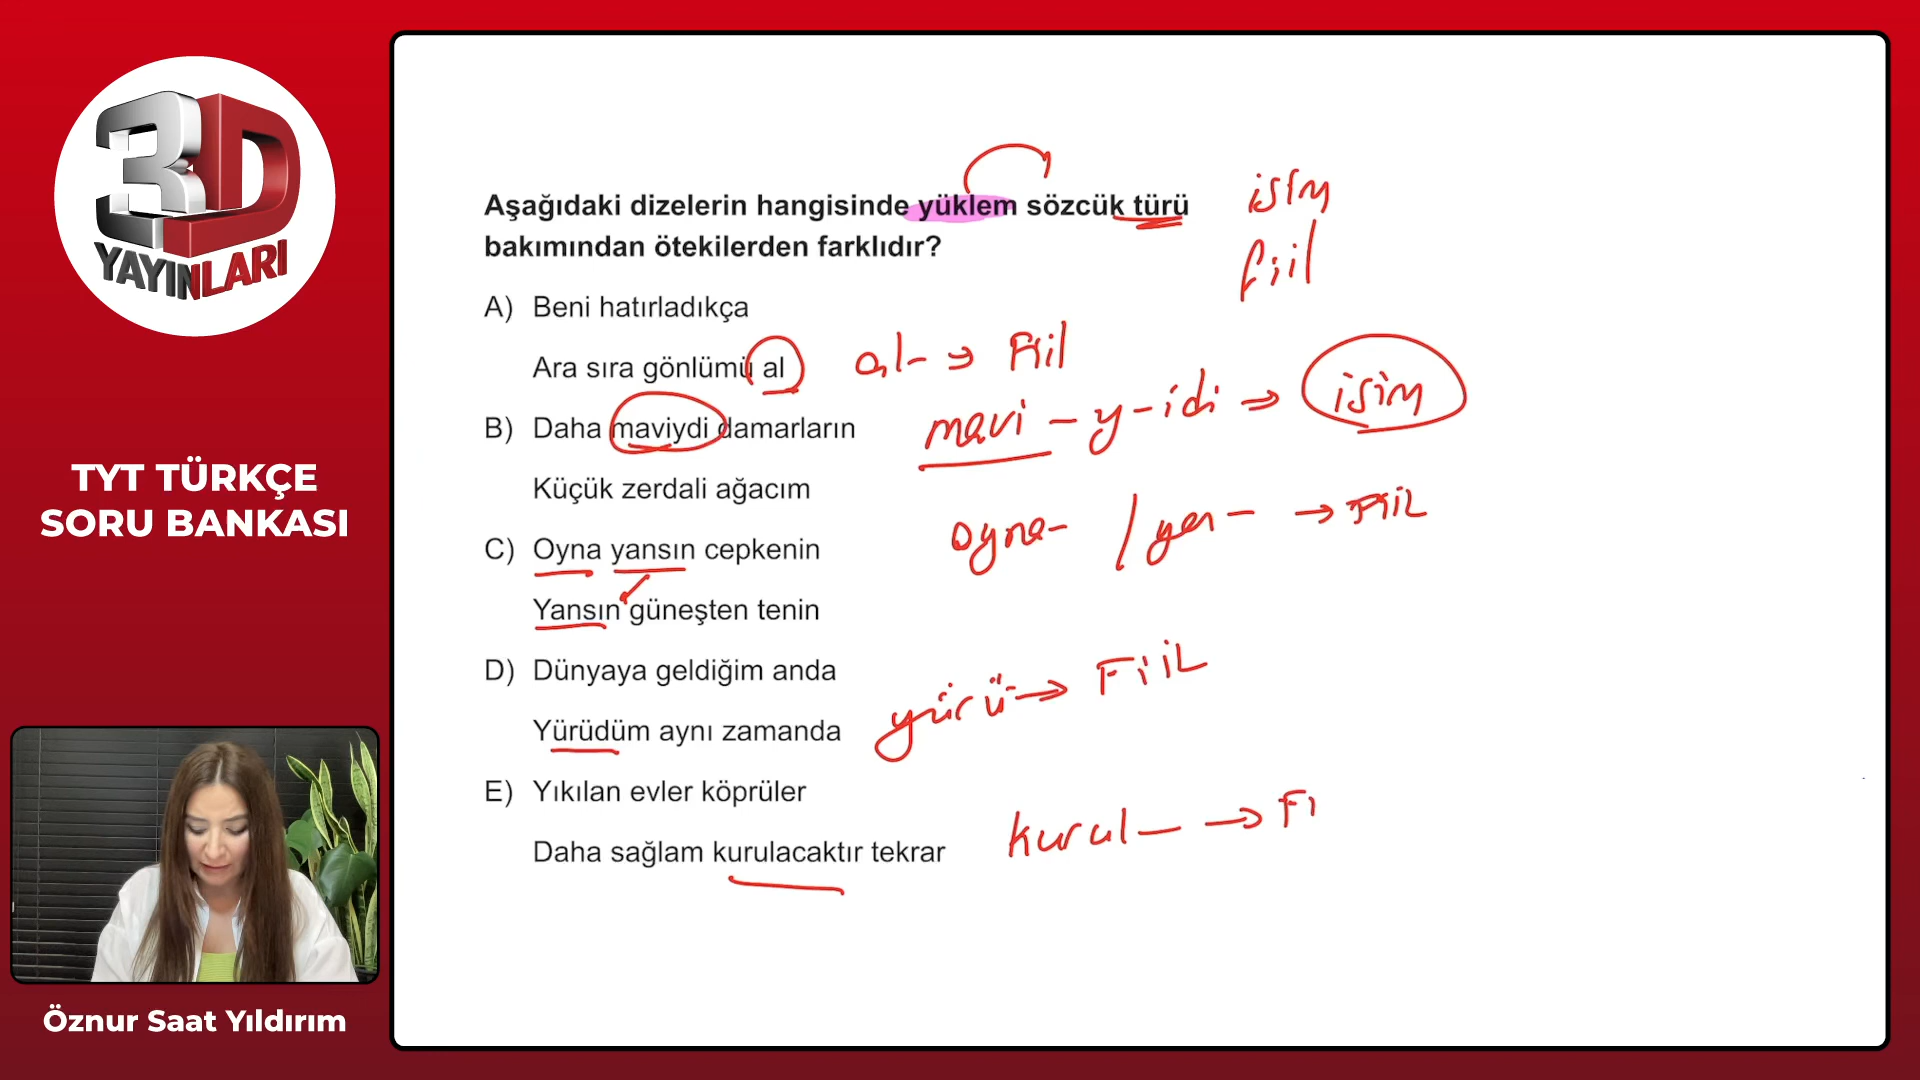 3D
YAYINLARI
TYT TÜRKÇE
SORU BANKASI
Öznur Saat Yıldırım
Aşağıdaki dizelerin hangisinde yüklem sözcük türü
bakımından ötekilerden farklıdır?
isim
fiil
A) Beni hatırladıkça
Ara sıra gönlümü al
al- → Fiil
B) Daha maviydi damarların
mavi - y - idi → isim
Küçük zerdali ağacım
C) Oyna yansın cepkenin
oyna- / yan- → FiiL
Yansın güneşten tenin
D) Dünyaya geldiğim anda
Yürüdüm aynı zamanda
yürü- → FiiL
E) Yıkılan evler köprüler
Daha sağlam kurulacaktır tekrar
kurul- → Fi